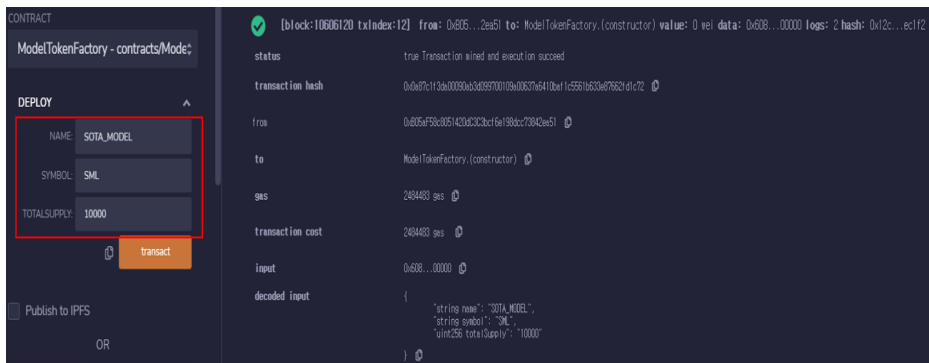 CONTRACT
ModelTokenFactory - contracts/Mode
DEPLOY
NAME: SOTA_MODEL
SYMBOL: SML
TOTALSUPPLY: 10000
transact
Publish to IPFS
OR
[block:10606120 txIndex:12] from: 0xB05...2ea51 to: ModelTokenFactory.(constructor) value: 0 wei data: 0x608...00000 logs: 2 hash: 0x12c...ec1f2
status true Transaction mined and execution succeed
transaction hash
from
to ModelTokenFactory.(constructor)
gas 2484483 gas
transaction cost 2484483 gas
input 0x608...00000
decoded input {
"string name": "SOTA_MODEL",
"string symbol": "SML",
"uint256 totalSupply": "10000"
}